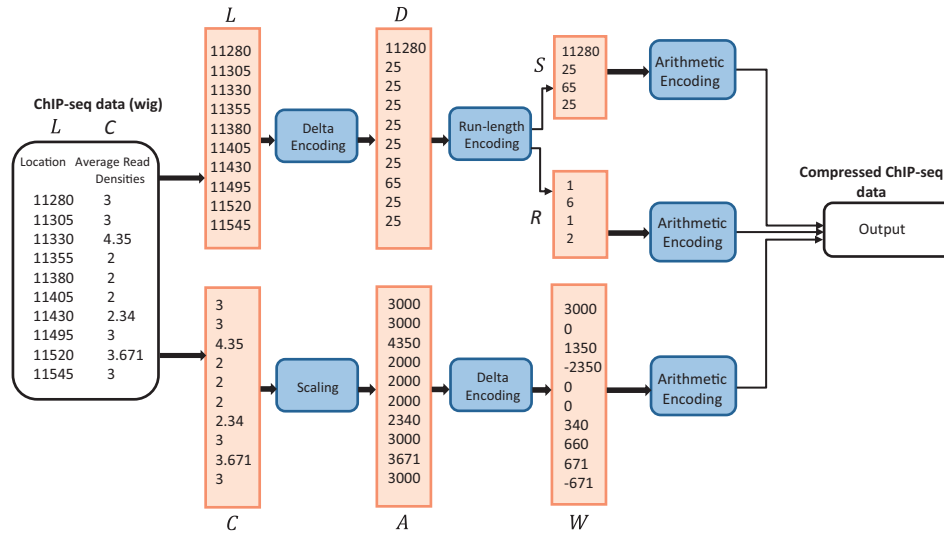 ChIP-seq data (wig)
L C
Location Average Read
Densities
11280 3
11305 3
11330 4.35
11355 2
11380 2
11405 2
11430 2.34
11495 3
11520 3.671
11545 3
L
11280
11305
11330
11355
11380
11405
11430
11495
11520
11545
Delta
Encoding
D
11280
25
25
25
25
25
25
65
25
25
Run-length
Encoding
S
11280
25
65
25
Arithmetic
Encoding
R
1
6
1
2
Arithmetic
Encoding
3
3
4.35
2
2
2
2.34
3
3.671
3
C
Scaling
3000
3000
4350
2000
2000
2000
2340
3000
3671
3000
A
Delta
Encoding
3000
0
1350
-2350
0
0
340
660
671
-671
W
Arithmetic
Encoding
Compressed ChIP-seq
data
Output